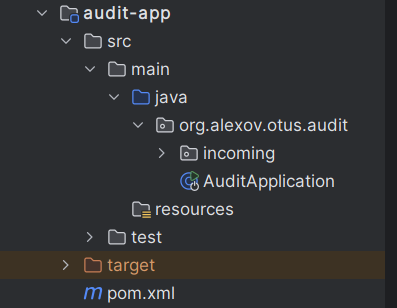 audit-app
src
main
java
org.alexov.otus.audit
incoming
AuditApplication
resources
test
target
m pom.xml